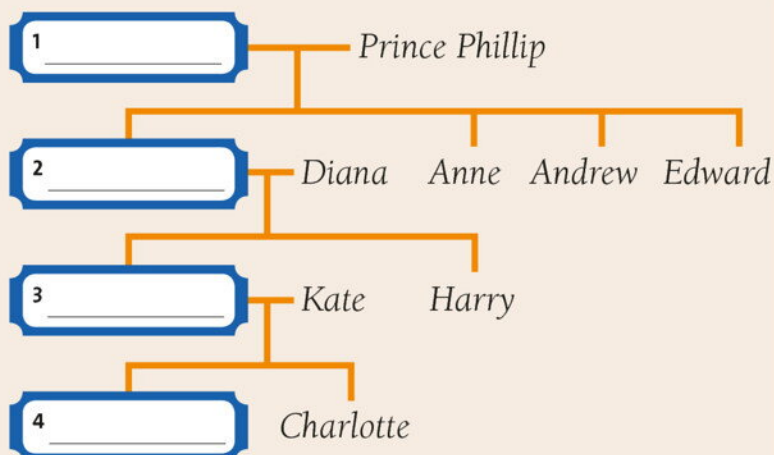 1 Prince Phillip
2 Diana Anne Andrew Edward
3 Kate Harry
4 Charlotte